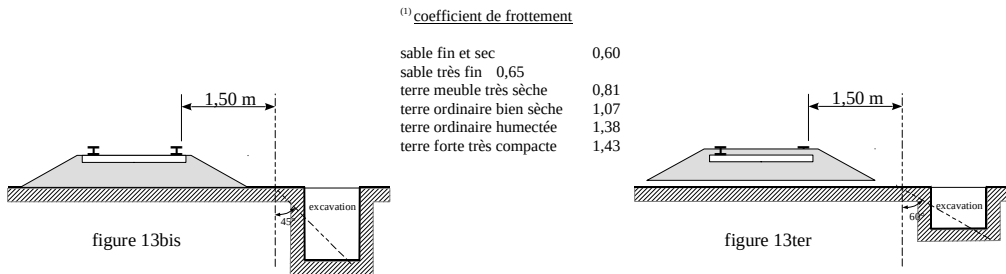 (1) coefficient de frottement
sable fin et sec 0,60
sable très fin 0,65
terre meuble très sèche 0,81
terre ordinaire bien sèche 1,07
terre ordinaire humectée 1,38
terre forte très compacte 1,43
1,50 m
excavation
45°
figure 13bis
1,50 m
excavation
60°
figure 13ter